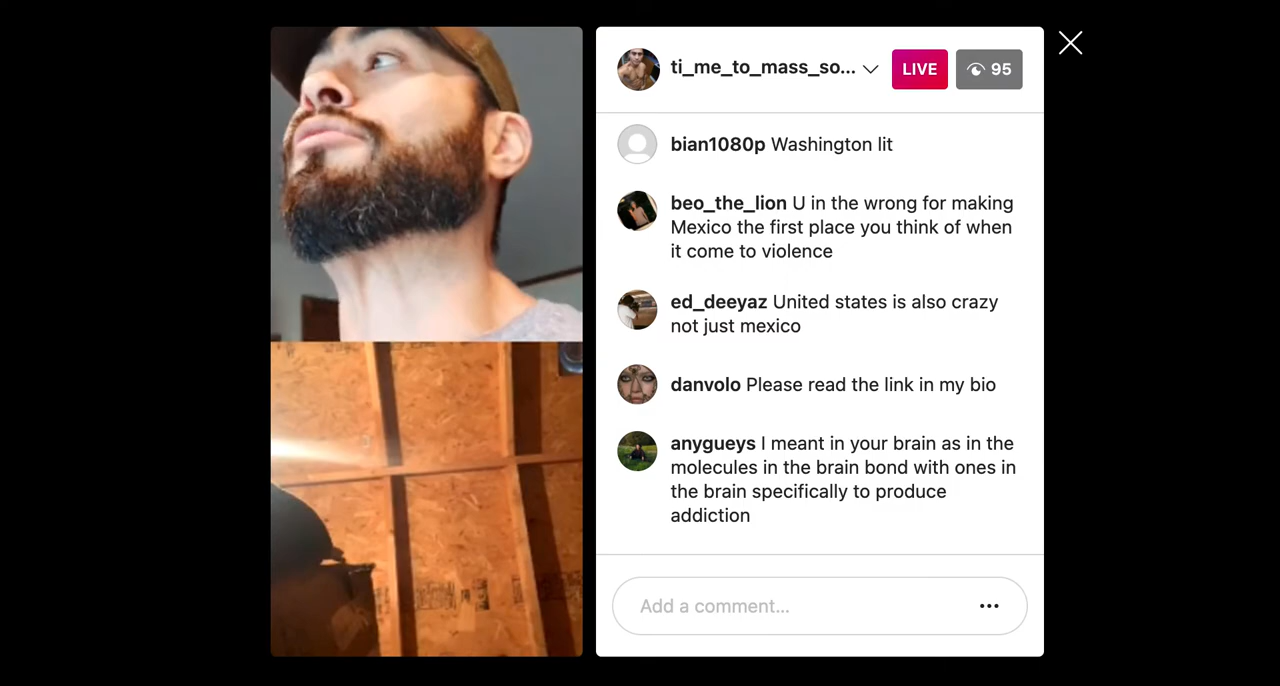 ti_me_to_mass_so...
LIVE
95
bian1080p Washington lit
beo_the_lion U in the wrong for making
Mexico the first place you think of when
it come to violence
ed_deeyaz United states is also crazy
not just mexico
danvolo Please read the link in my bio
anygueys I meant in your brain as in the
molecules in the brain bond with ones in
the brain specifically to produce
addiction
Add a comment...